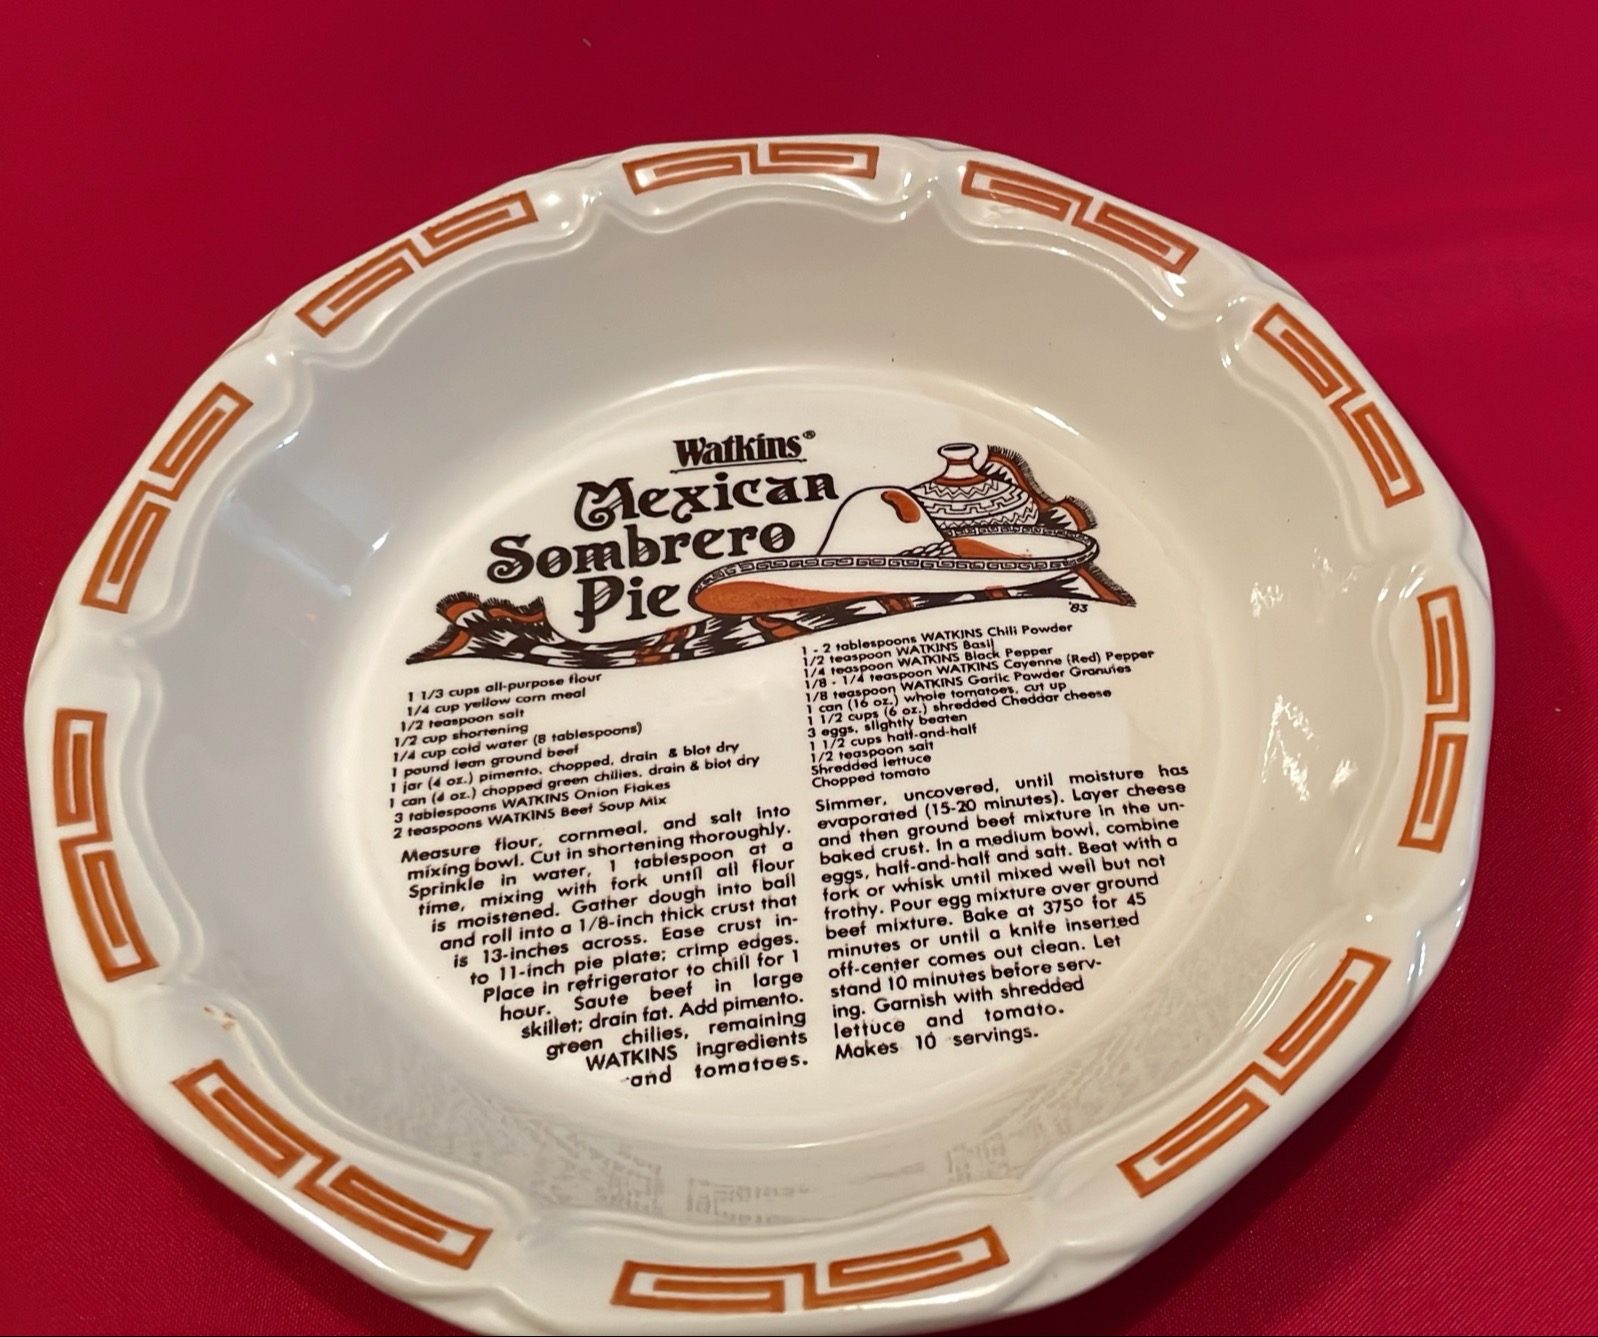 Watkins®
Mexican
Sombrero
Pie
'83
1 1/3 cups all-purpose flour
1/4 cup yellow corn meal
1/2 teaspoon salt
1/2 cup shortening
1/4 cup cold water (8 tablespoons)
1 pound lean ground beef
1 jar (4 oz.) pimento, chopped, drain & blot dry
1 can (4 oz.) chopped green chilies, drain & blot dry
3 tablespoons WATKINS Onion Flakes
2 teaspoons WATKINS Beef Soup Mix
1 - 2 tablespoons WATKINS Chili Powder
1/2 teaspoon WATKINS Basil
1/4 teaspoon WATKINS Black Pepper
1/8 - 1/4 teaspoon WATKINS Cayenne (Red) Pepper
1/8 teaspoon WATKINS Garlic Powder Granules
1 can (16 oz.) whole tomatoes, cut up
1 1/2 cups (6 oz.) shredded Cheddar cheese
3 eggs, slightly beaten
1 1/2 cups half-and-half
1/2 teaspoon salt
Shredded lettuce
Chopped tomato
Measure flour, cornmeal, and salt into
mixing bowl. Cut in shortening thoroughly.
Sprinkle in water, 1 tablespoon at a
time, mixing with fork until all flour
is moistened. Gather dough into ball
and roll into a 1/8-inch thick crust that
is 13-inches across. Ease crust in-
to 11-inch pie plate; crimp edges.
Place in refrigerator to chill for 1
hour. Saute beef in large
skillet; drain fat. Add pimento.
green chilies, remaining
WATKINS ingredients
and tomatoes.
Simmer, uncovered, until moisture has
evaporated (15-20 minutes). Layer cheese
and then ground beef mixture in the un-
baked crust. In a medium bowl, combine
eggs, half-and-half and salt. Beat with a
fork or whisk until mixed well but not
frothy. Pour egg mixture over ground
beef mixture. Bake at 375º for 45
minutes or until a knife inserted
off-center comes out clean. Let
stand 10 minutes before serv-
ing. Garnish with shredded
lettuce and tomato.
Makes 10 servings.